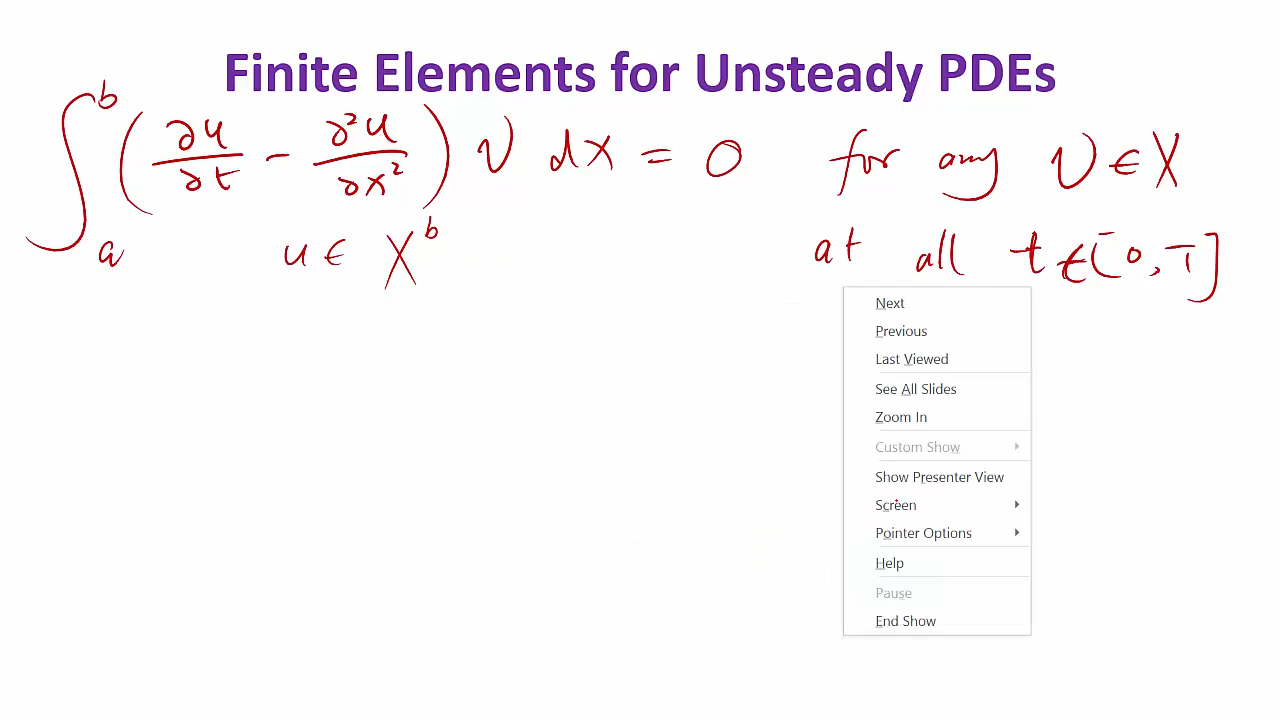 Finite Elements for Unsteady PDEs
∫_a^b (∂u/∂t − ∂²u/∂x²) v dx = 0 for any v ∈ X
u ∈ X^b at all t ∈ [0, T]
Next
Previous
Last Viewed
See All Slides
Zoom In
Custom Show
Show Presenter View
Screen
Pointer Options
Help
Pause
End Show